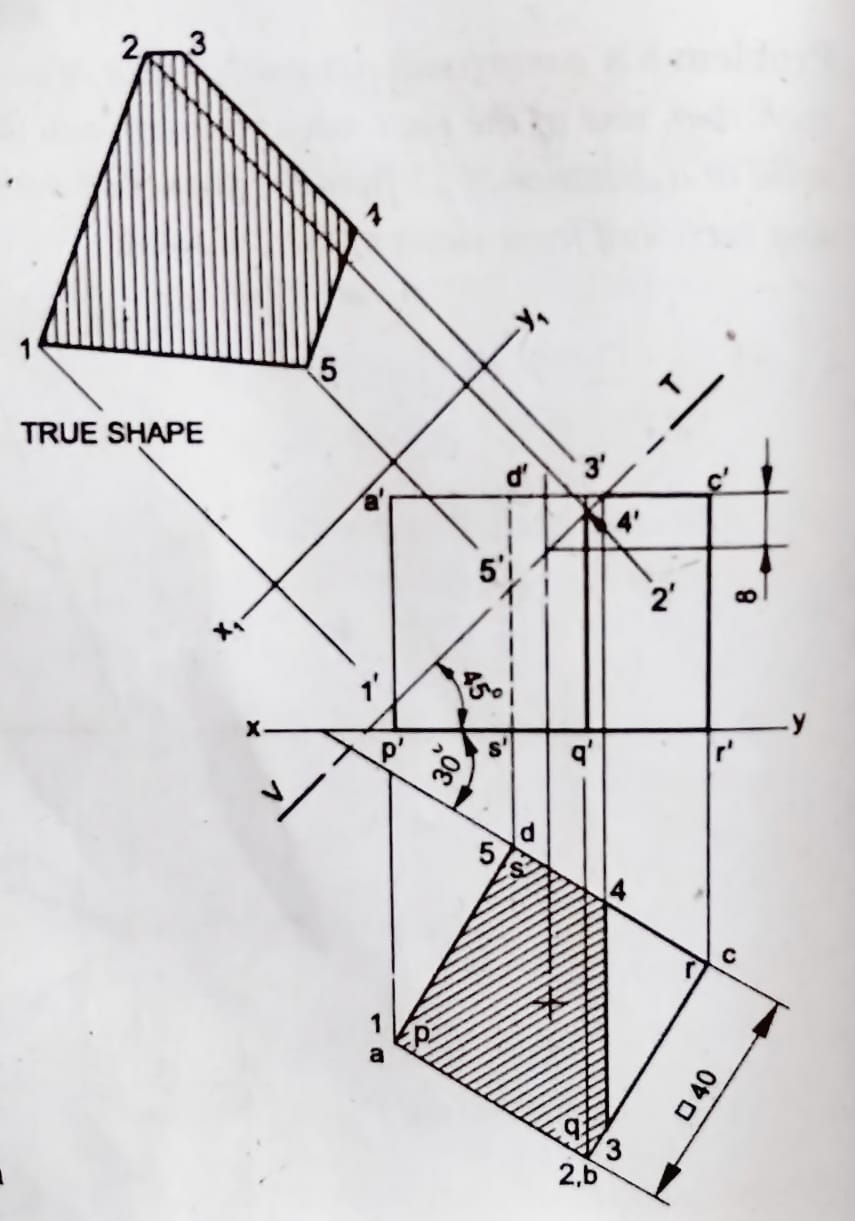 2 3
4
1
5
TRUE SHAPE
y₁
T
x₁
a' d' 3' c'
4'
5'
2'
8
1'
45°
x y
p' s' q' r'
30°
V
5 d
s
4
r c
1 p
a
□ 40
q 3
2,b